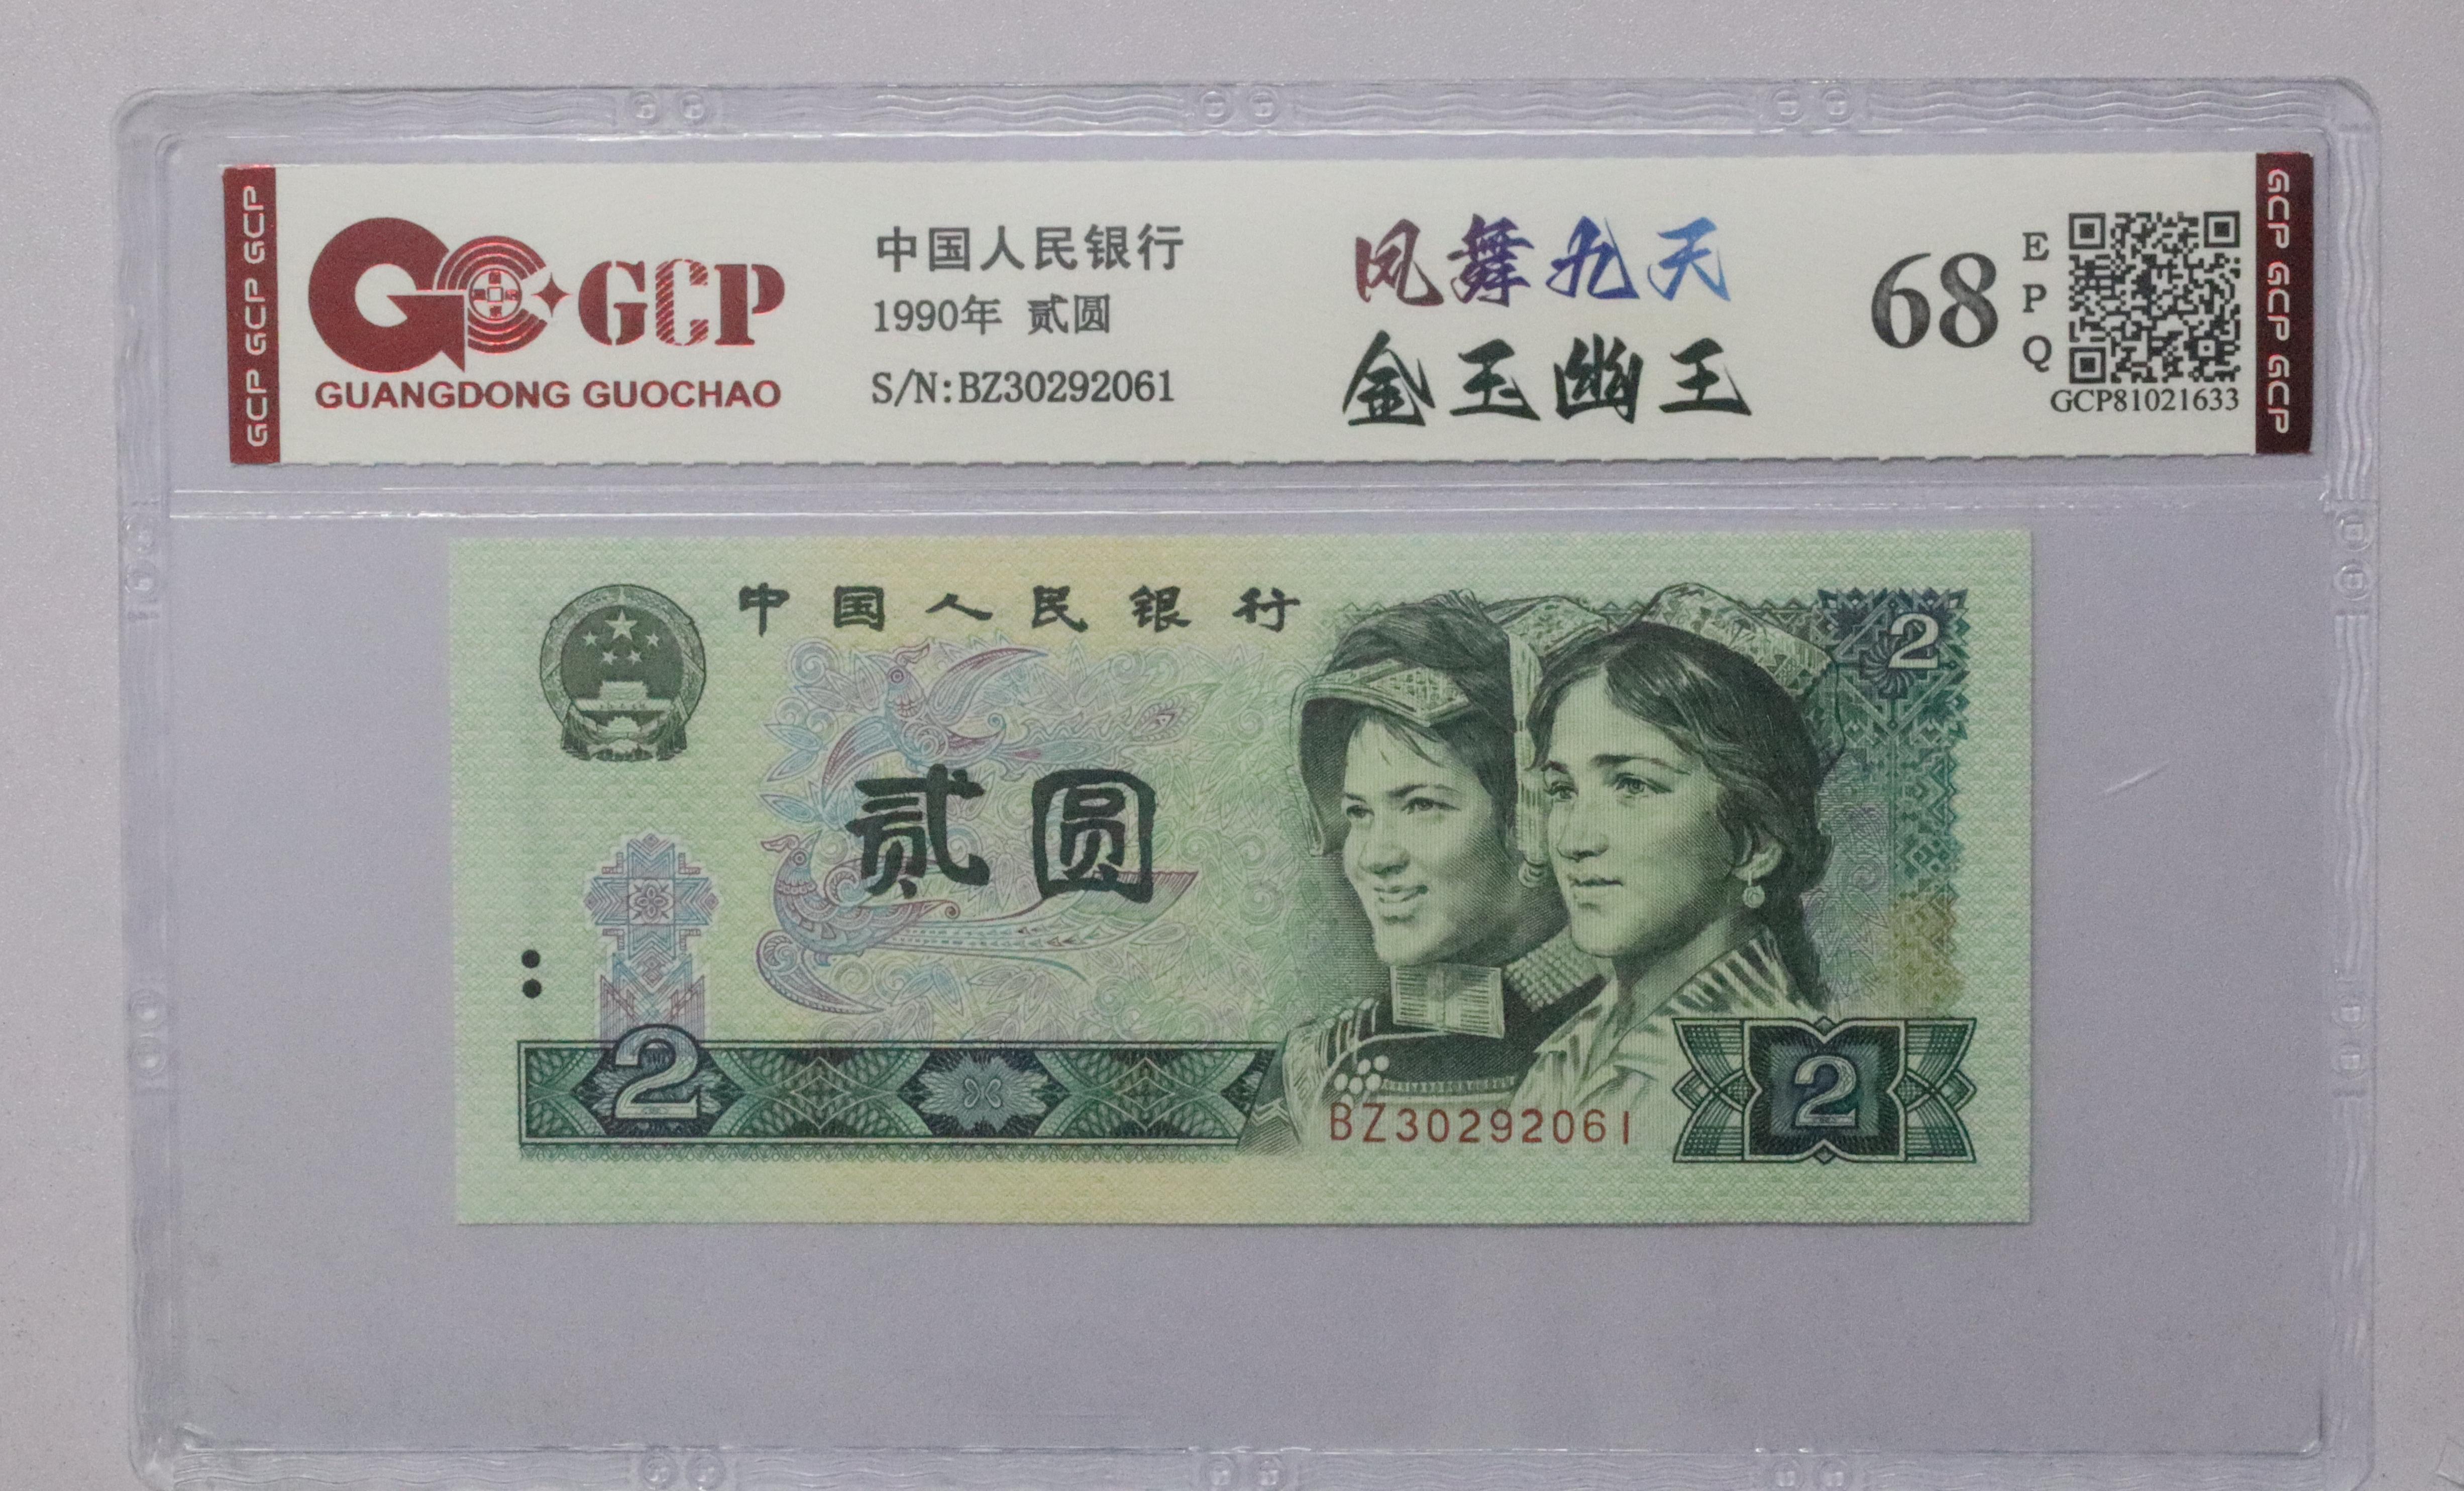 GCP GCP GCP
GCP
GUANGDONG GUOCHAO
中国人民银行
1990年 贰圆
S/N:BZ30292061
凤舞九天
金玉幽王
68
EPQ
GCP81021633
GCP GCP GCP
中国人民银行
2
贰圆
2
BZ30292061
2